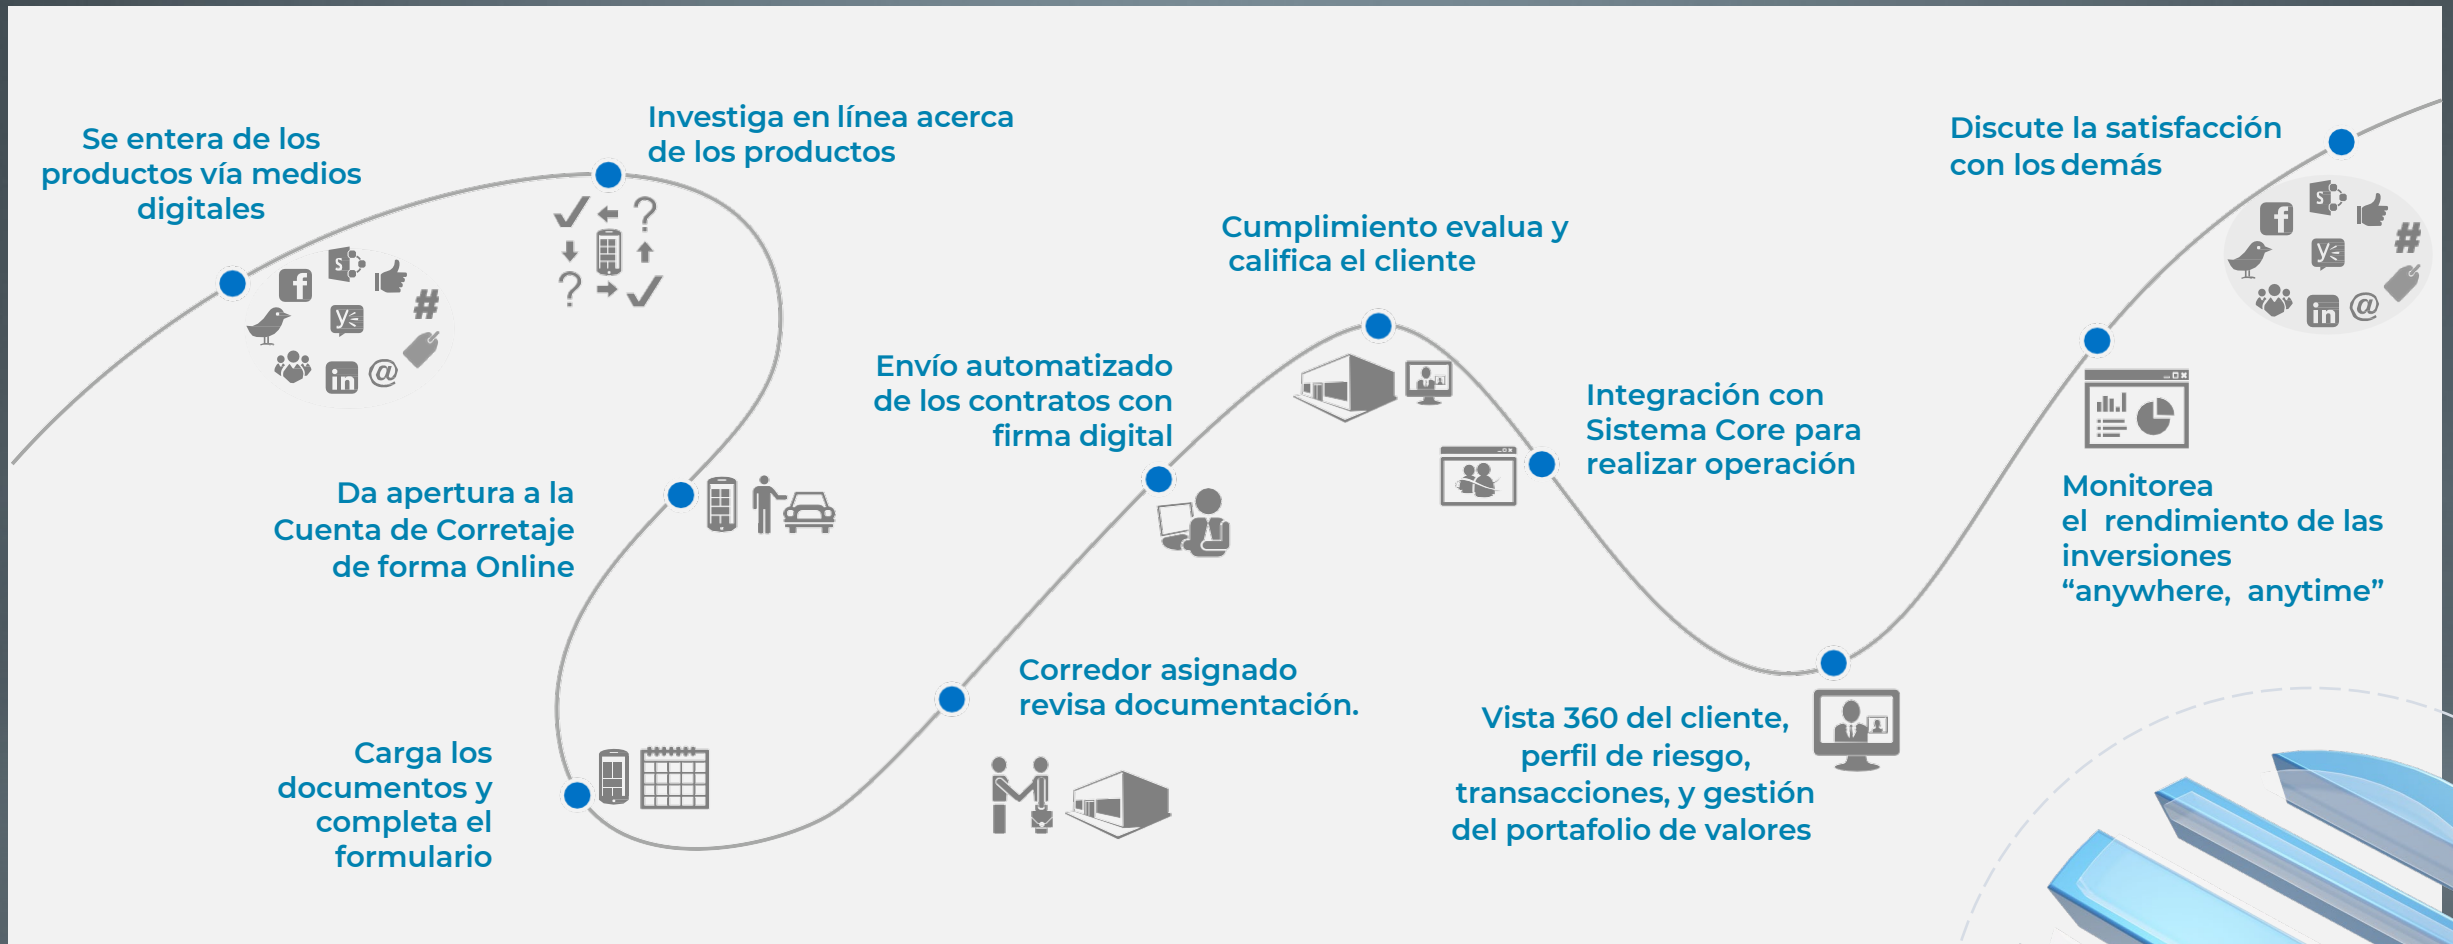 Se entera de los
productos vía medios
digitales
Investiga en línea acerca
de los productos
Da apertura a la
Cuenta de Corretaje
de forma Online
Carga los
documentos y
completa el
formulario
Corredor asignado
revisa documentación.
Envío automatizado
de los contratos con
firma digital
Cumplimiento evalua y
califica el cliente
Integración con
Sistema Core para
realizar operación
Vista 360 del cliente,
perfil de riesgo,
transacciones, y gestión
del portafolio de valores
Monitorea
el  rendimiento de las
inversiones
“anywhere,  anytime”
Discute la satisfacción
con los demás